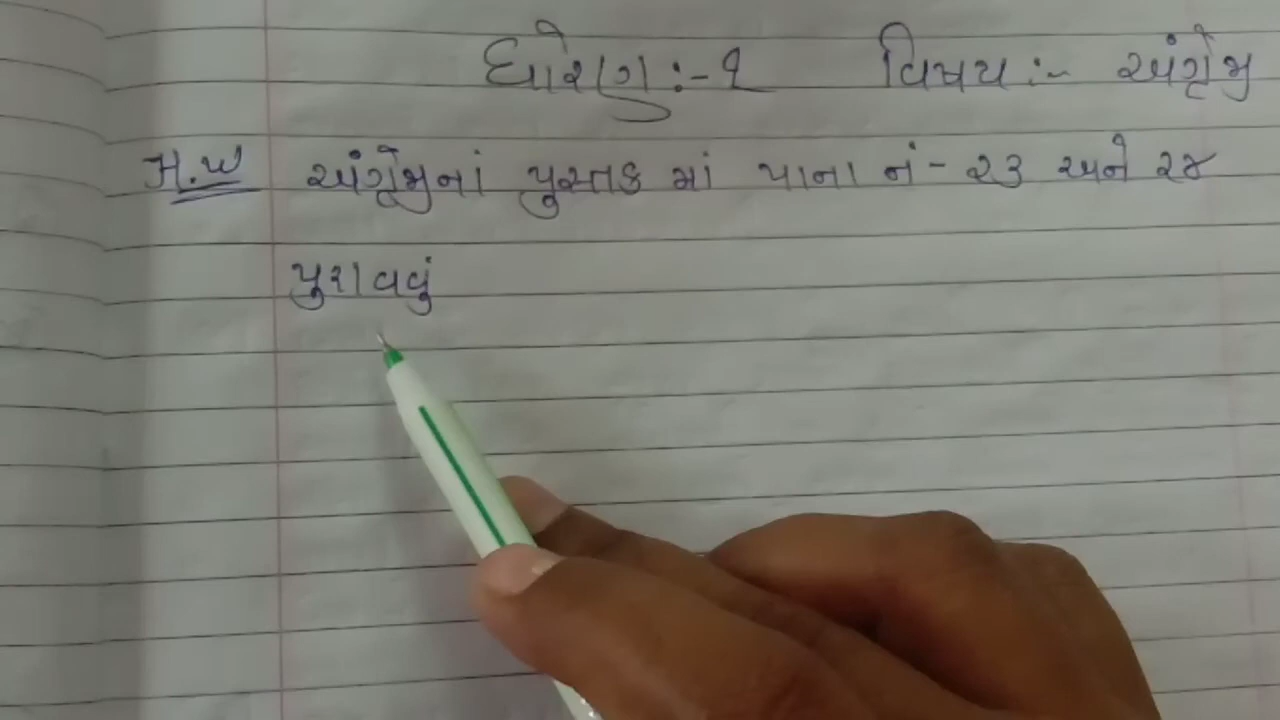 ધોરણ :- ૧ વિષય :- અંગ્રેજી
H.W અંગ્રેજીનાં પુસ્તક માં પાના નં - ૨૩ અને ૨૪
પુરાવવું